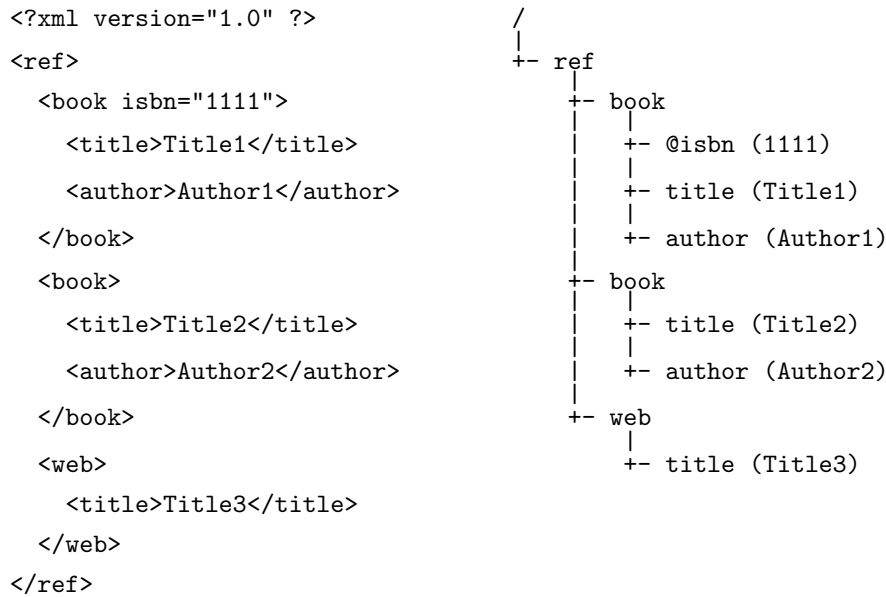 <?xml version="1.0" ?>
<ref>
  <book isbn="1111">
    <title>Title1</title>
    <author>Author1</author>
  </book>
  <book>
    <title>Title2</title>
    <author>Author2</author>
  </book>
  <web>
    <title>Title3</title>
  </web>
</ref>
/
|
+- ref
   |
   +- book
   |  |
   |  +- @isbn (1111)
   |  |
   |  +- title (Title1)
   |  |
   |  +- author (Author1)
   |
   +- book
   |  |
   |  +- title (Title2)
   |  |
   |  +- author (Author2)
   |
   +- web
      |
      +- title (Title3)